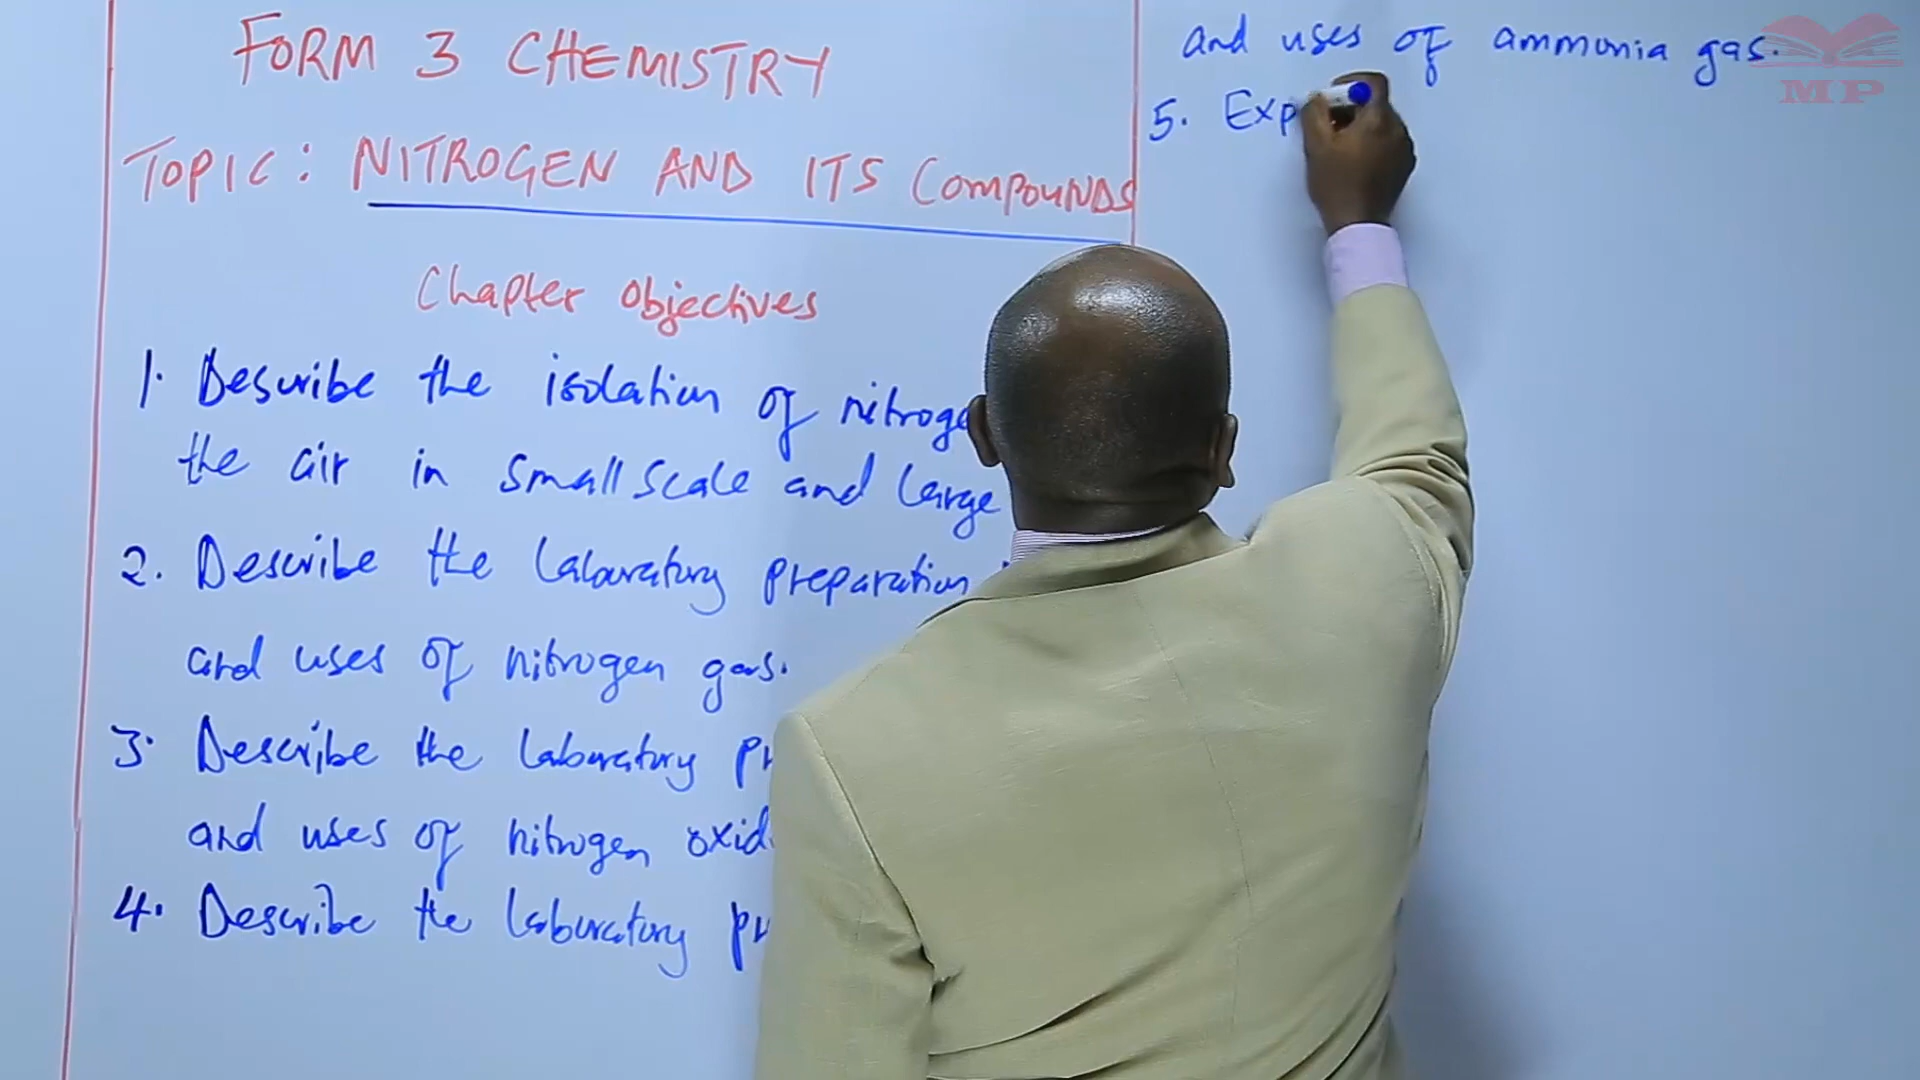 FORM 3 CHEMISTRY
TOPIC: NITROGEN AND ITS COMPOUNDS
Chapter Objectives
1. Describe the isolation of
the air in small scale and large
2. Describe the laboratory preparation
and uses of nitrogen gas.
3. Describe the laboratory
and uses of nitrogen
4. Describe the laboratory
and uses of ammonia gas.
5. Exp
MP